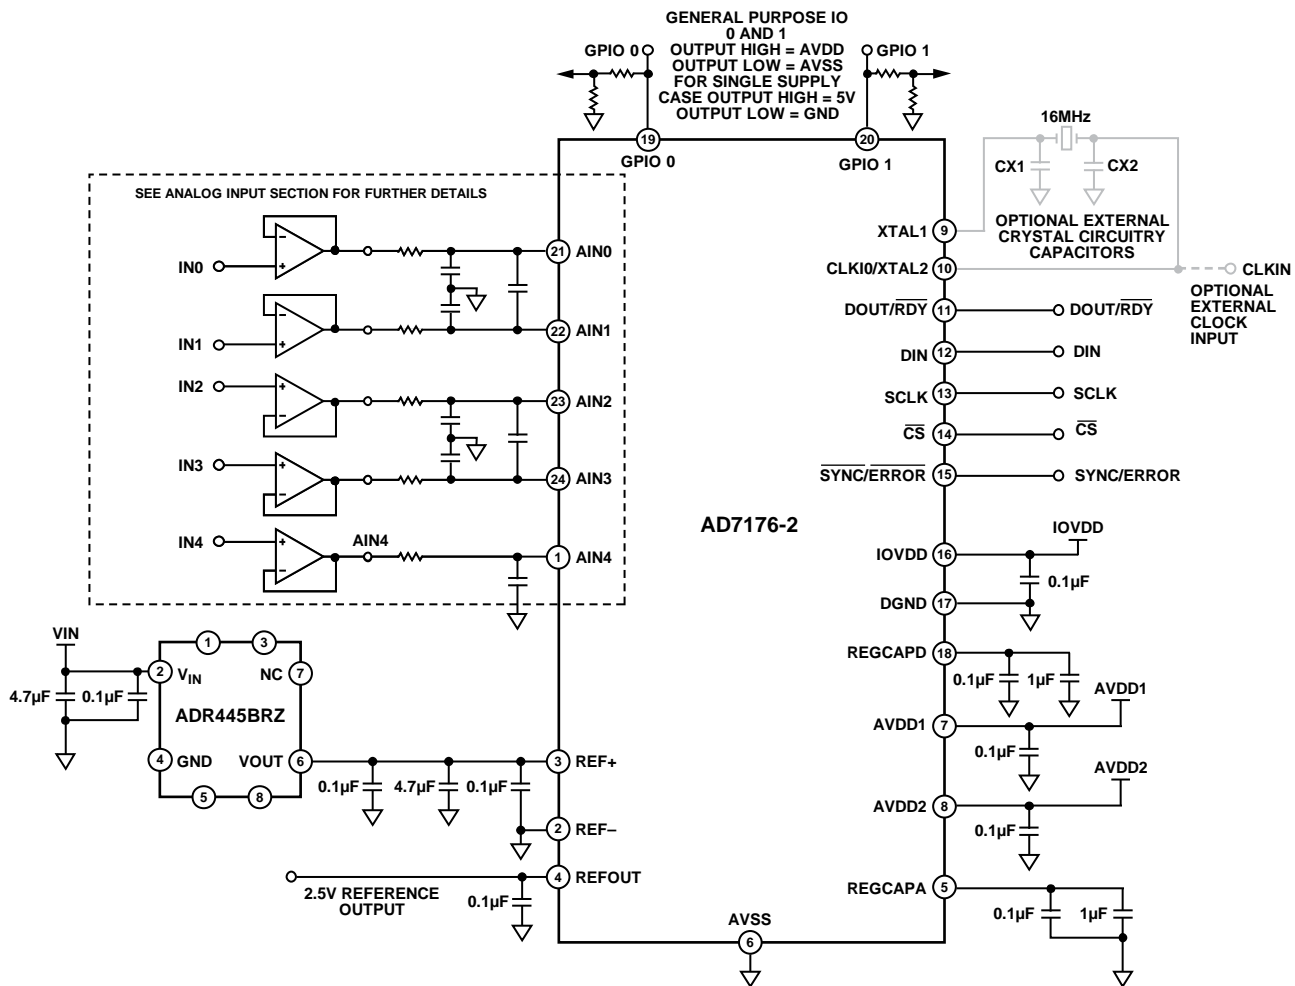 GENERAL PURPOSE IO
0 AND 1
OUTPUT HIGH = AVDD
OUTPUT LOW = AVSS
FOR SINGLE SUPPLY
CASE OUTPUT HIGH = 5V
OUTPUT LOW = GND
GPIO 0
GPIO 1
19
GPIO 0
20
GPIO 1
16MHz
CX1
CX2
OPTIONAL EXTERNAL
CRYSTAL CIRCUITRY
CAPACITORS
SEE ANALOG INPUT SECTION FOR FURTHER DETAILS
IN0
–
+
21
AIN0
IN1
–
+
22
AIN1
IN2
+
–
23
AIN2
IN3
+
–
24
AIN3
IN4
+
–
AIN4
1
AIN4
XTAL1
9
CLKI0/XTAL2
10
CLKIN
OPTIONAL
EXTERNAL
CLOCK
INPUT
DOUT/RDY
11
DOUT/RDY
DIN
12
DIN
SCLK
13
SCLK
CS
14
CS
SYNC/ERROR
15
SYNC/ERROR
AD7176-2
IOVDD
IOVDD
16
0.1µF
DGND
17
REGCAPD
18
0.1µF
1µF
AVDD1
AVDD1
7
0.1µF
AVDD2
AVDD2
8
0.1µF
REGCAPA
5
0.1µF
1µF
VIN
4.7µF
0.1µF
1
3
2
VIN
NC
7
ADR445BRZ
4
GND
VOUT
6
5
8
0.1µF
4.7µF
0.1µF
3
REF+
2
REF–
4
REFOUT
2.5V REFERENCE
OUTPUT
0.1µF
AVSS
6